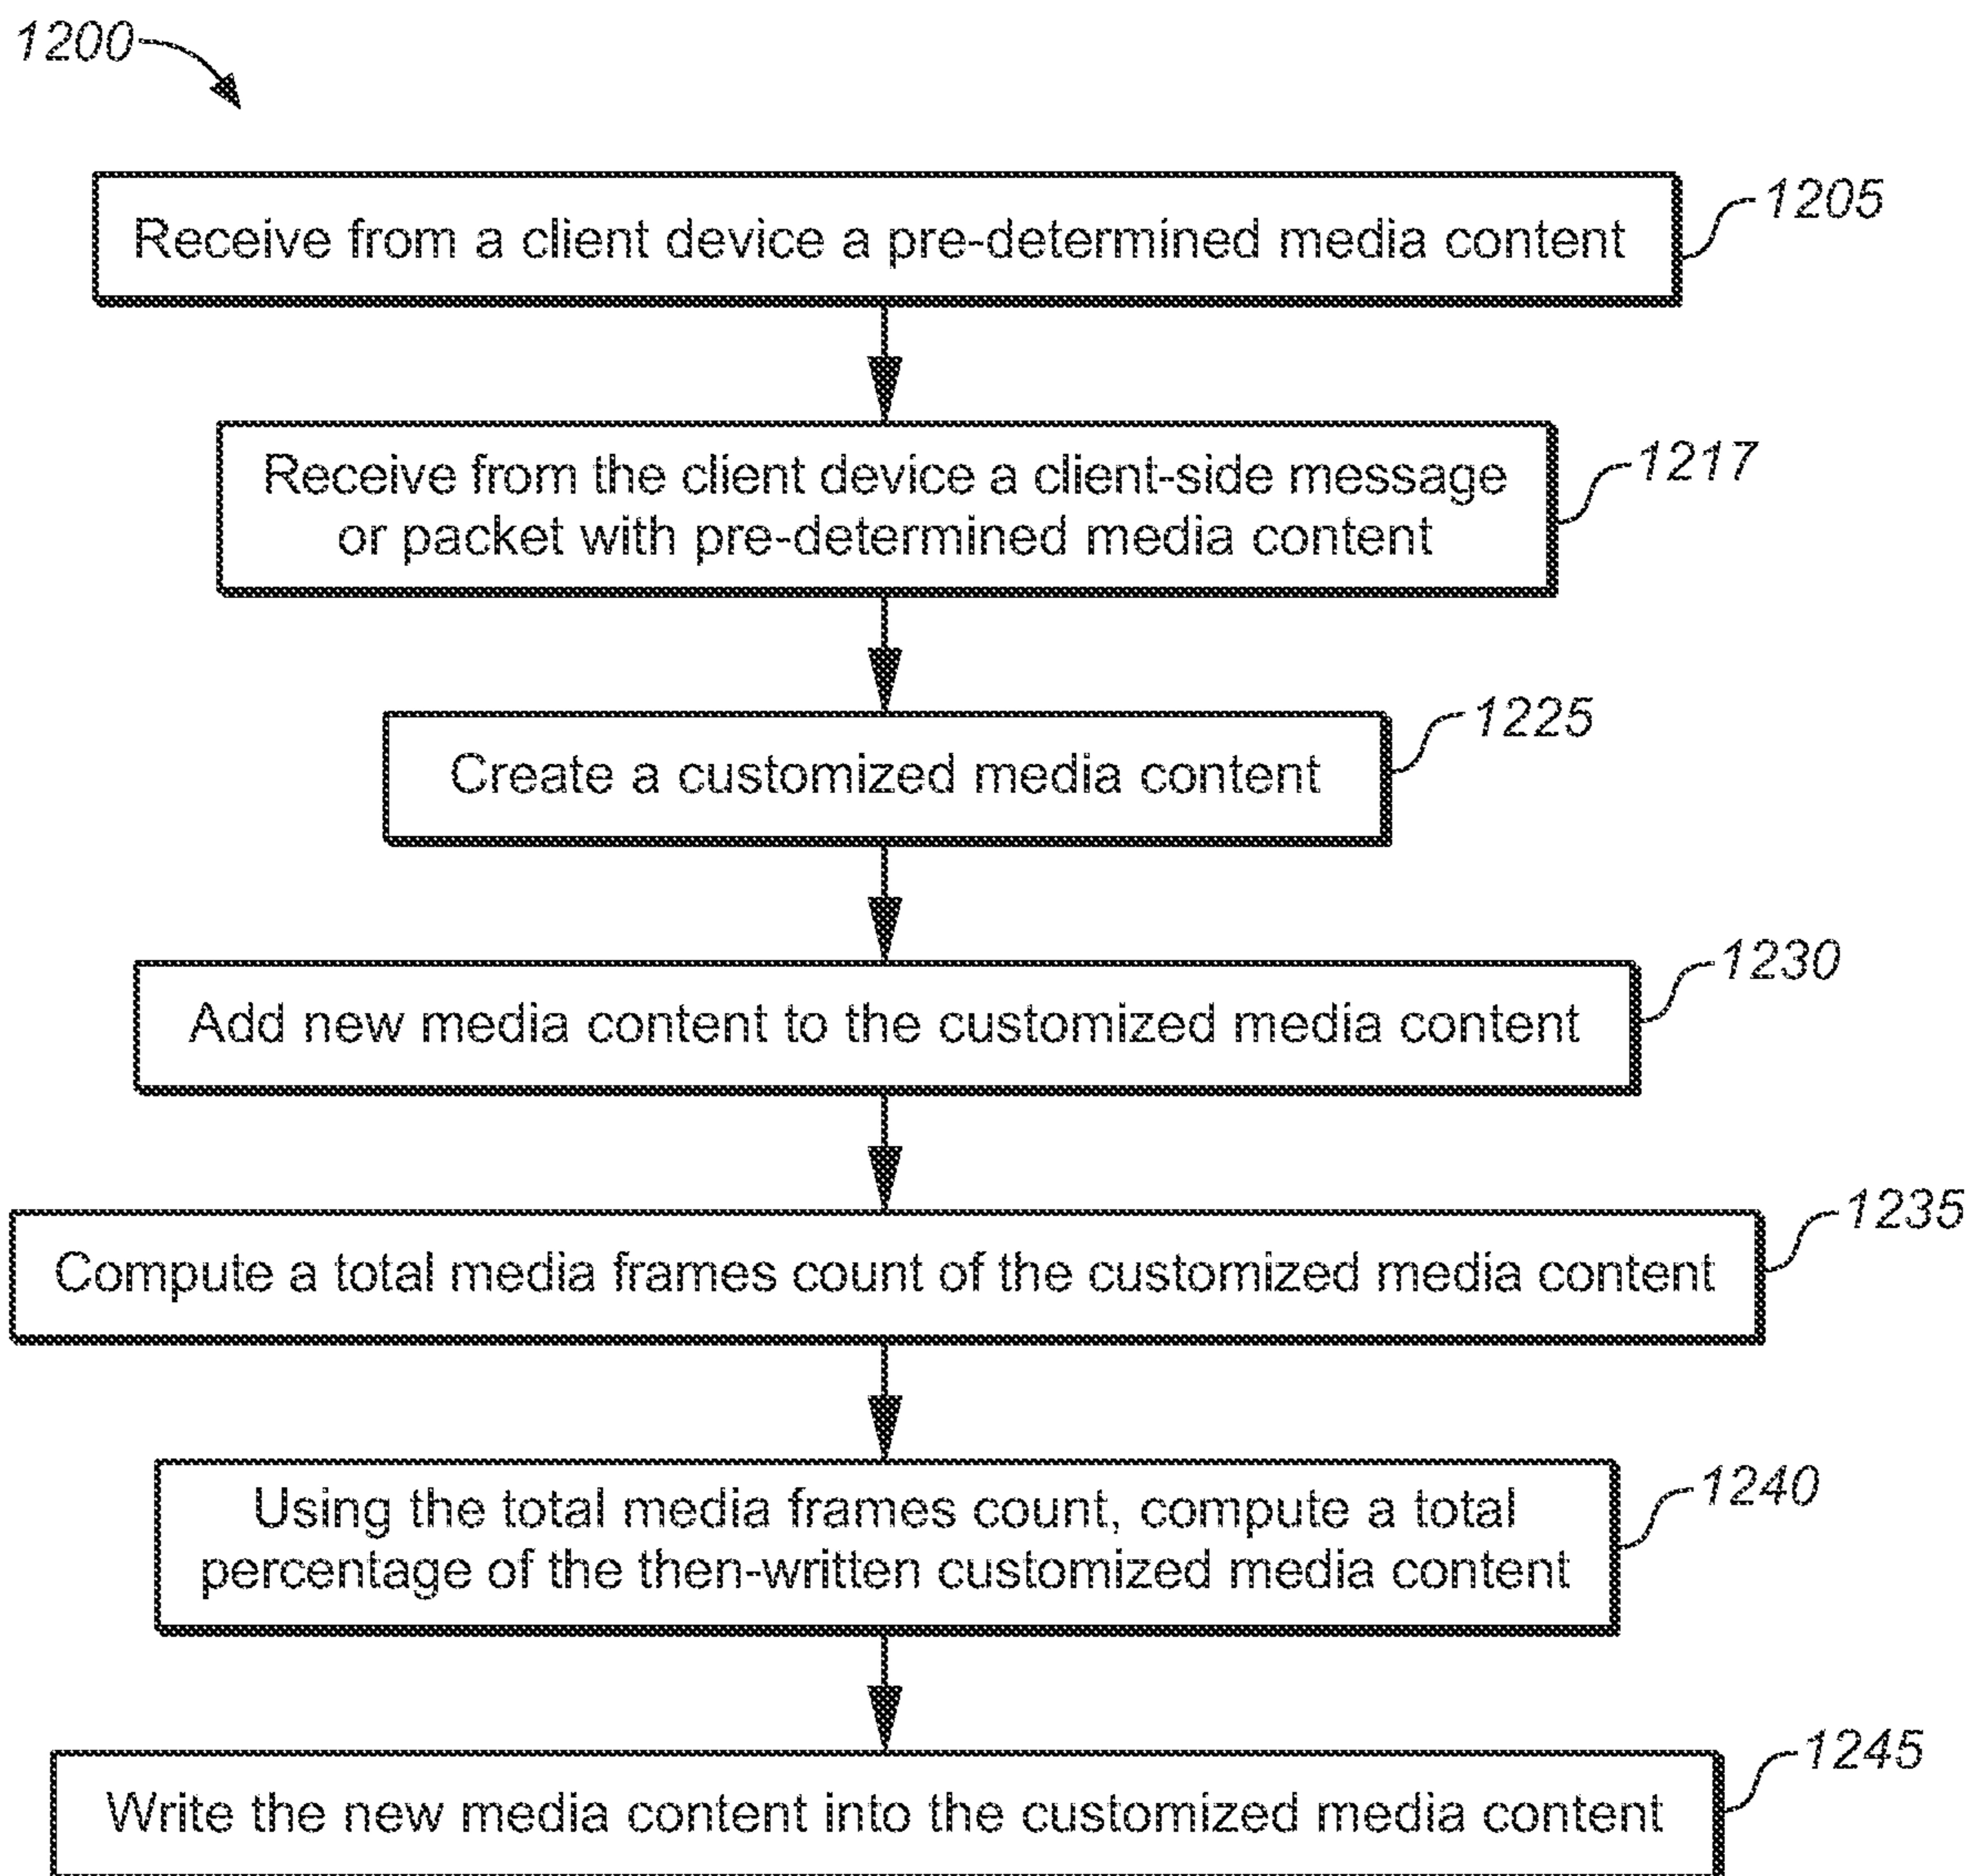 1200
Receive from a client device a pre-determined media content
1205
Receive from the client device a client-side message
or packet with pre-determined media content
1217
Create a customized media content
1225
Add new media content to the customized media content
1230
Compute a total media frames count of the customized media content
1235
Using the total media frames count, compute a total
percentage of the then-written customized media content
1240
Write the new media content into the customized media content
1245